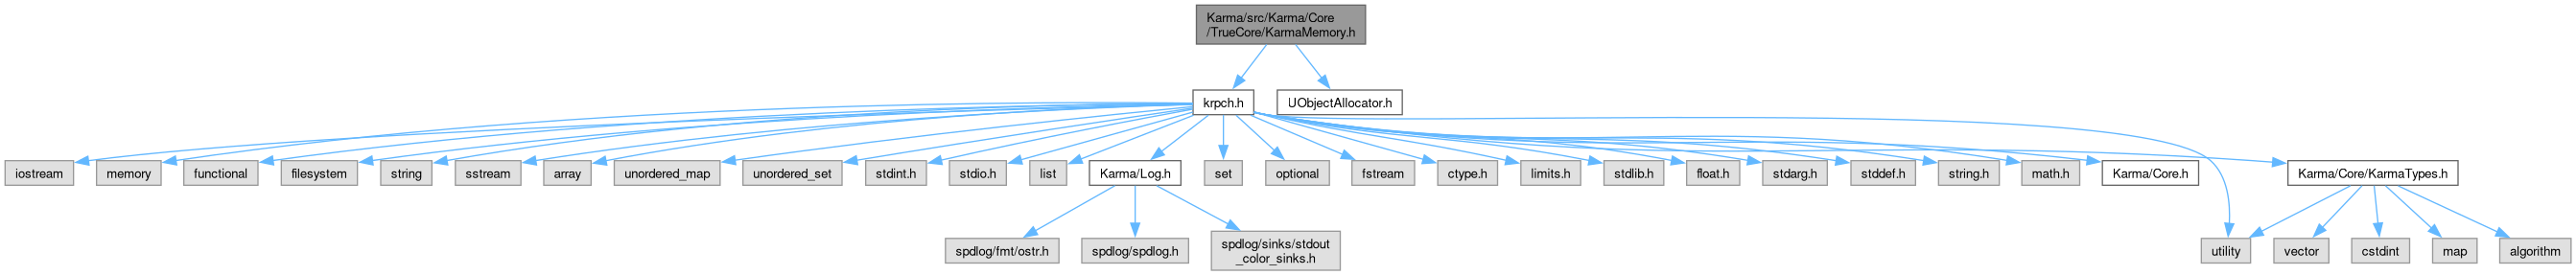 Karma/src/Karma/Core
/TrueCore/KarmaMemory.h
krpch.h
UObjectAllocator.h
iostream
memory
functional
filesystem
string
sstream
array
unordered_map
unordered_set
stdint.h
stdio.h
list
Karma/Log.h
set
optional
fstream
ctype.h
limits.h
stdlib.h
float.h
stdarg.h
stddef.h
string.h
math.h
Karma/Core.h
Karma/Core/KarmaTypes.h
spdlog/fmt/ostr.h
spdlog/spdlog.h
spdlog/sinks/stdout
_color_sinks.h
utility
vector
cstdint
map
algorithm